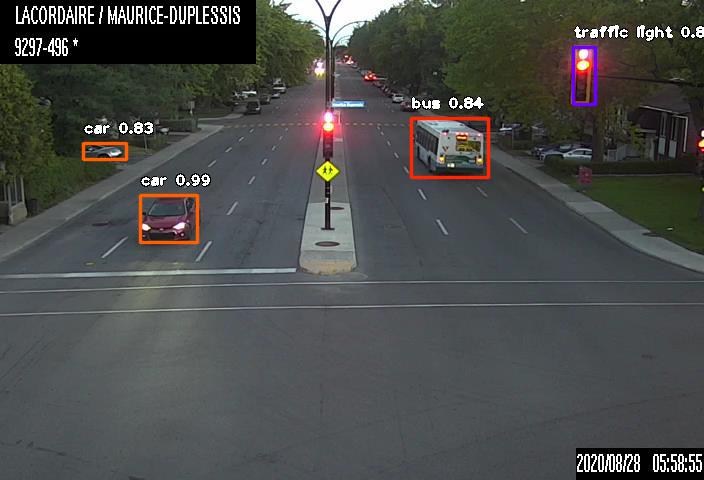 LACORDAIRE / MAURICE-DUPLESSIS
9297-496 *
traffic light 0.8
bus 0.84
car 0.83
car 0.99
2020/08/28 05:58:55